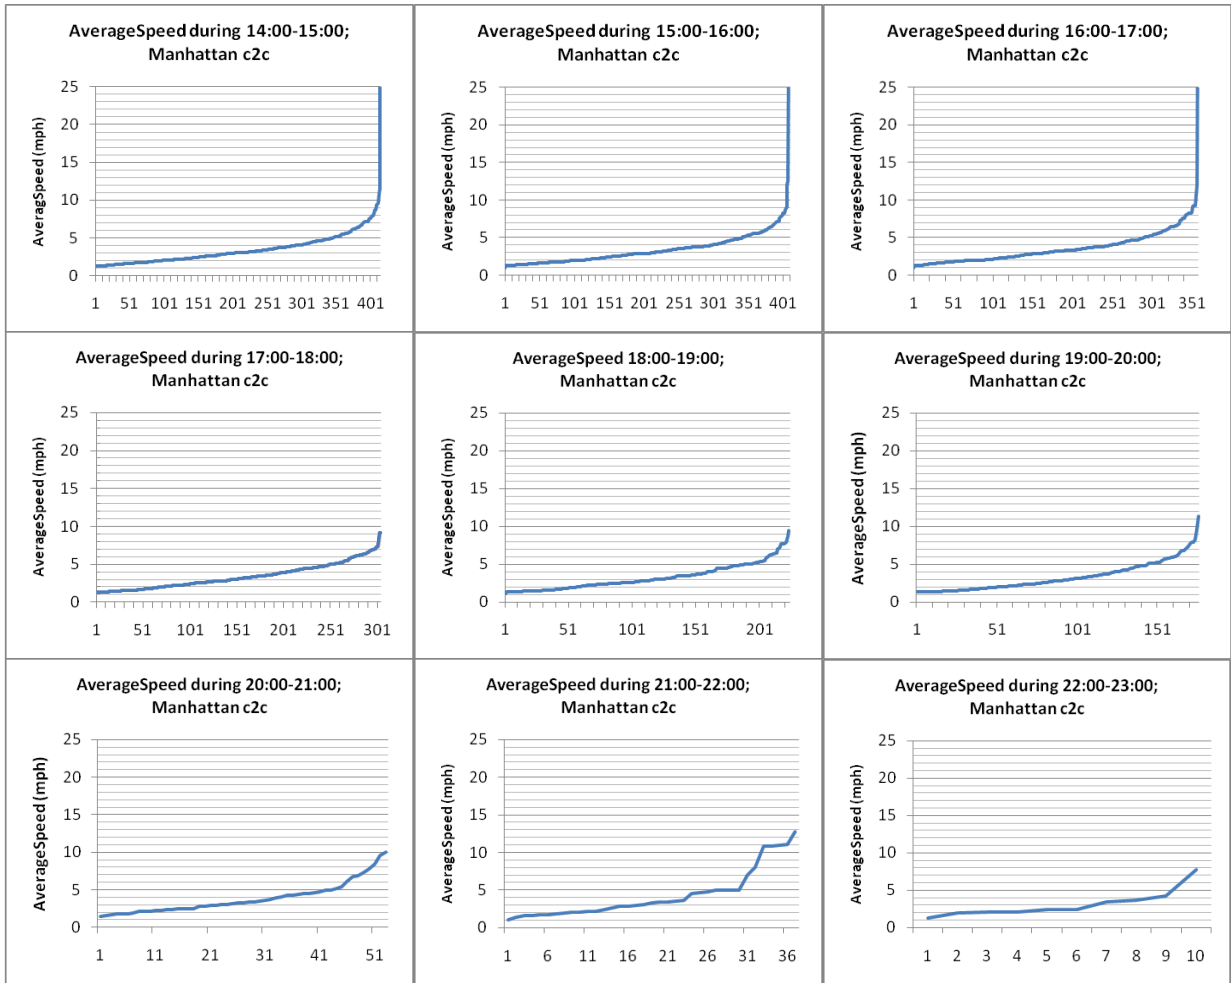 AverageSpeed during 14:00-15:00;
Manhattan c2c
AveragSpeed (mph)
25
20
15
10
5
0
1 51 101 151 201 251 301 351 401
AverageSpeed during 15:00-16:00;
Manhattan c2c
AverageSpeed (mph)
25
20
15
10
5
0
1 51 101 151 201 251 301 351 401
AverageSpeed during 16:00-17:00;
Manhattan c2c
AverageSpeed (mph)
25
20
15
10
5
0
1 51 101 151 201 251 301 351
AverageSpeed during 17:00-18:00;
Manhattan c2c
AverageSpeed (mph)
25
20
15
10
5
0
1 51 101 151 201 251 301
AverageSpeed 18:00-19:00;
Manhattan c2c
AverageSpeed (mph)
25
20
15
10
5
0
1 51 101 151 201
AverageSpeed during 19:00-20:00;
Manhattan c2c
AverageSpeed (mph)
25
20
15
10
5
0
1 51 101 151
AverageSpeed during 20:00-21:00;
Manhattan c2c
AverageSpeed (mph)
25
20
15
10
5
0
1 11 21 31 41 51
AverageSpeed during 21:00-22:00;
Manhattan c2c
AverageSpeed (mph)
25
20
15
10
5
0
1 6 11 16 21 26 31 36
AverageSpeed during 22:00-23:00;
Manhattan c2c
AverageSpeed (mph)
25
20
15
10
5
0
1 2 3 4 5 6 7 8 9 10